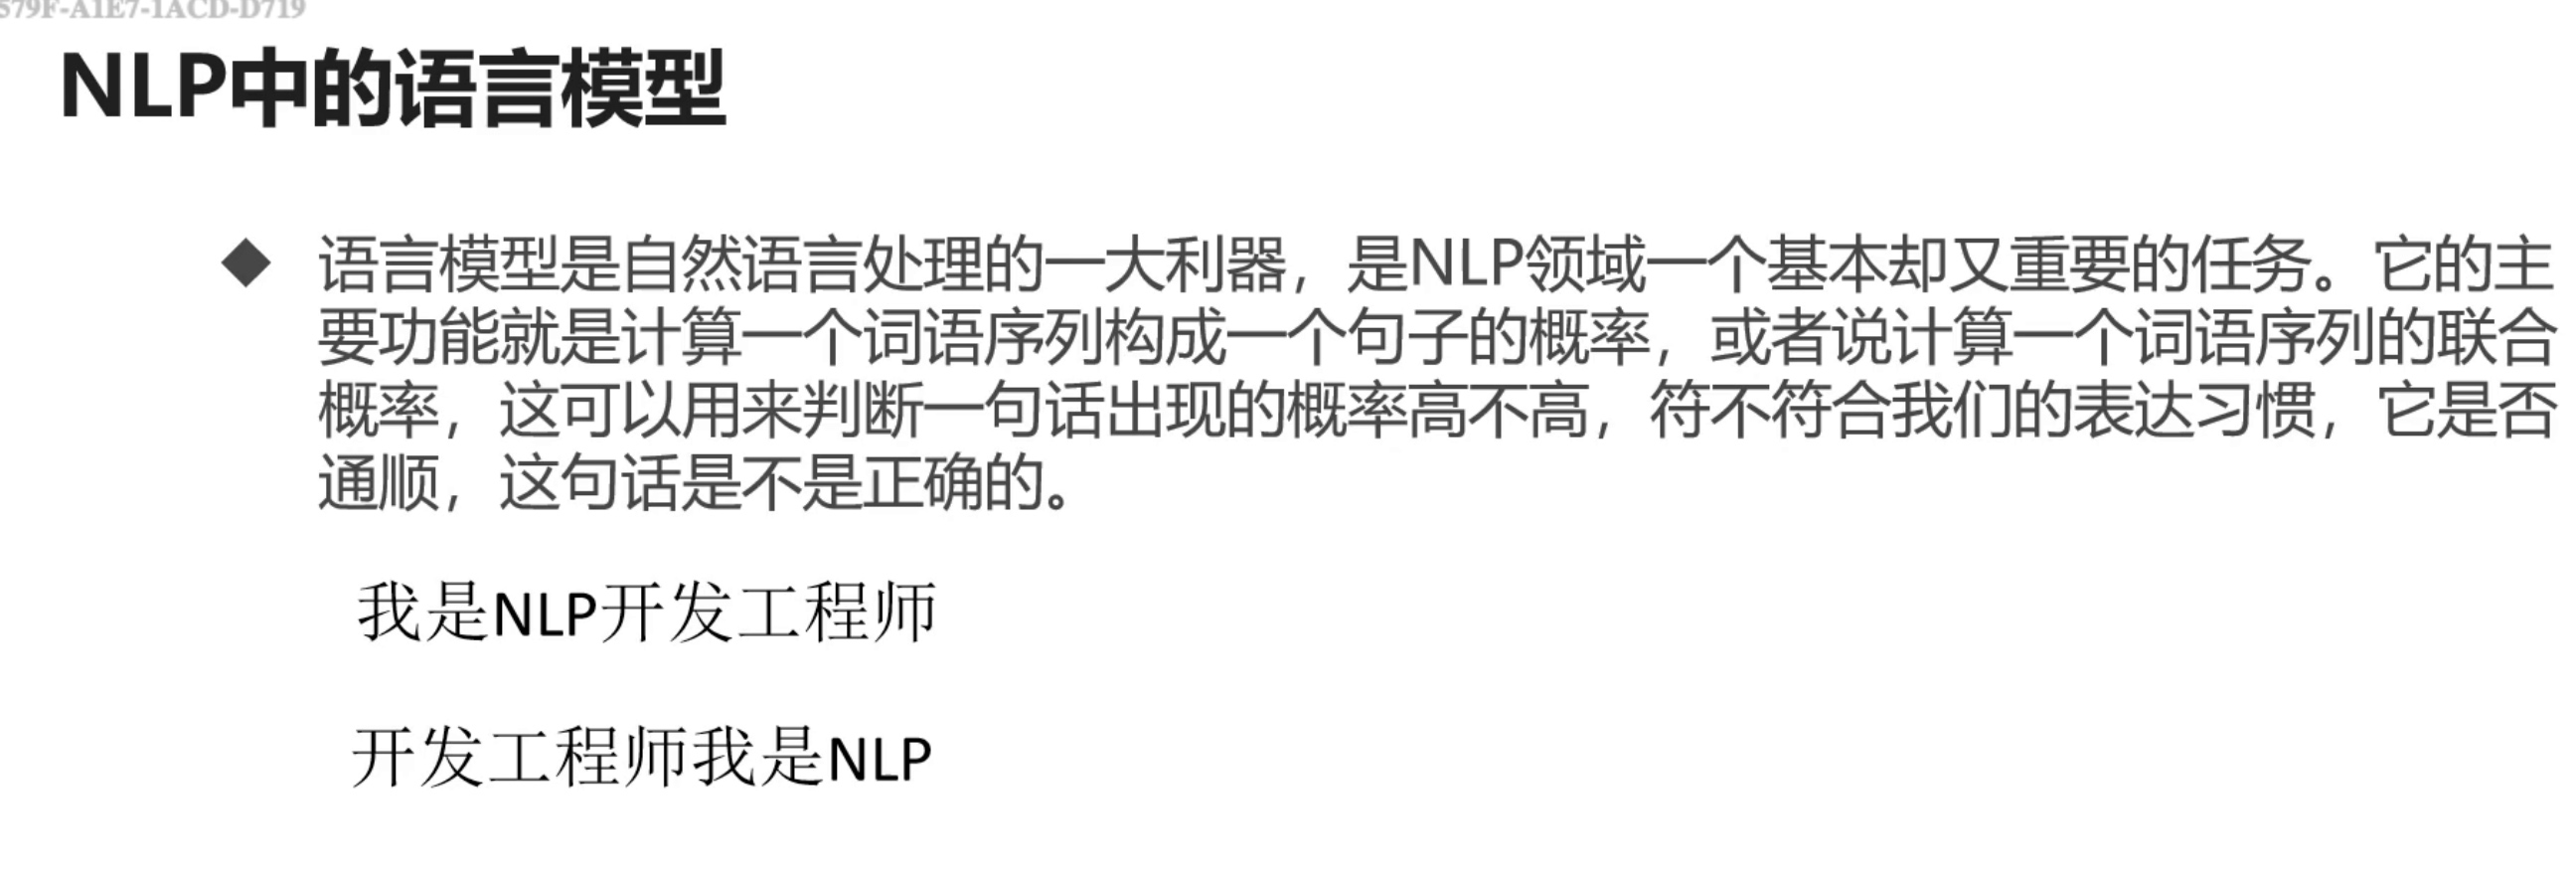 579F-A1E7-1ACD-D719
NLP中的语言模型
◆ 语言模型是自然语言处理的一大利器，是NLP领域一个基本却又重要的任务。它的主
要功能就是计算一个词语序列构成一个句子的概率，或者说计算一个词语序列的联合
概率，这可以用来判断一句话出现的概率高不高，符不符合我们的表达习惯，它是否
通顺，这句话是不是正确的。
我是NLP开发工程师
开发工程师我是NLP